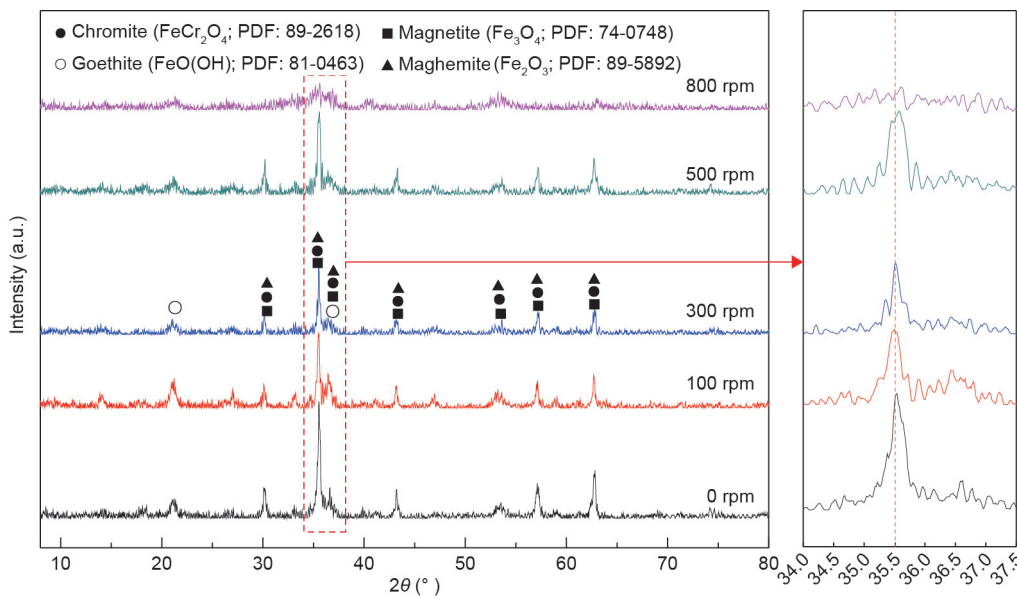 ● Chromite (FeCr₂O₄; PDF: 89-2618) ■ Magnetite (Fe₃O₄; PDF: 74-0748)
○ Goethite (FeO(OH); PDF: 81-0463) ▲ Maghemite (Fe₂O₃; PDF: 89-5892)
800 rpm
500 rpm
300 rpm
100 rpm
0 rpm
Intensity (a.u.)
10 20 30 40 50 60 70 80
2θ (°)
34.0 34.5 35.0 35.5 36.0 36.5 37.0 37.5